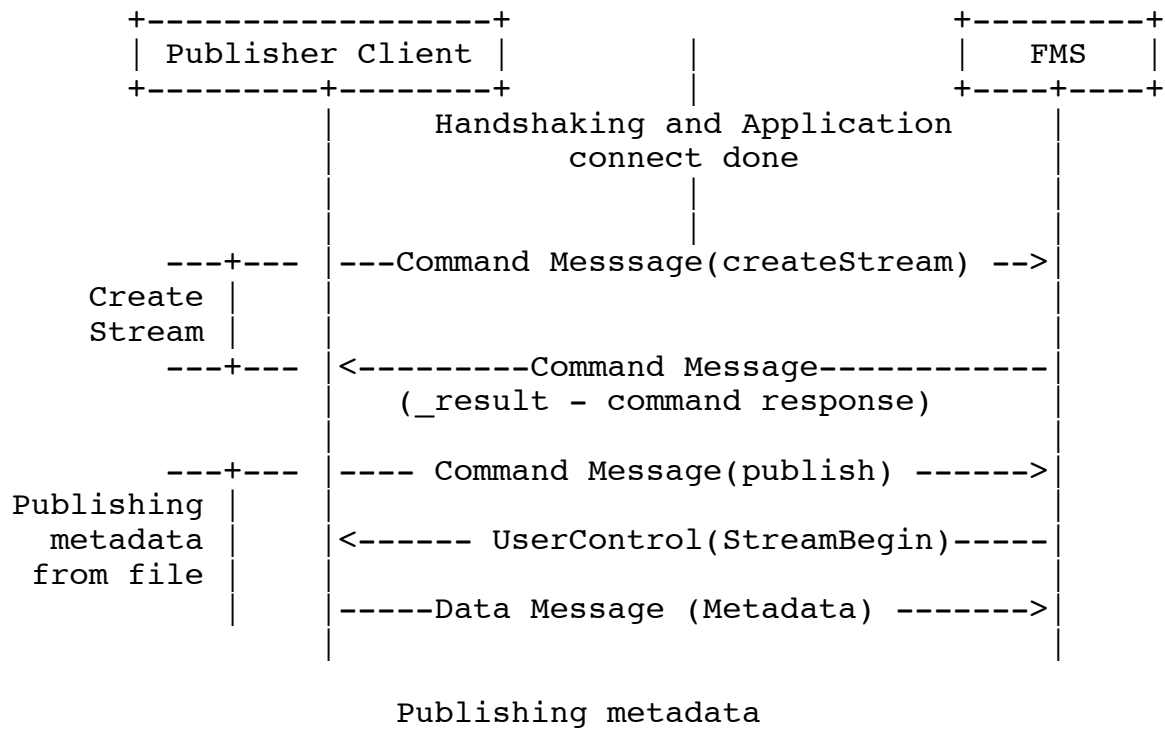 +-------------------+ +---------+
| Publisher Client | | | FMS |
+---------+--------+ | +----+----+
| Handshaking and Application |
| connect done |
| | |
| | |
---+--- |---Command Messsage(createStream) -->|
Create | | |
Stream | | |
---+--- |<---------Command Message------------|
| (_result - command response) |
| |
---+--- |---- Command Message(publish) ------>|
Publishing | | |
metadata | |<------ UserControl(StreamBegin)-----|
from file | | |
| |-----Data Message (Metadata) ------->|
| |
Publishing metadata